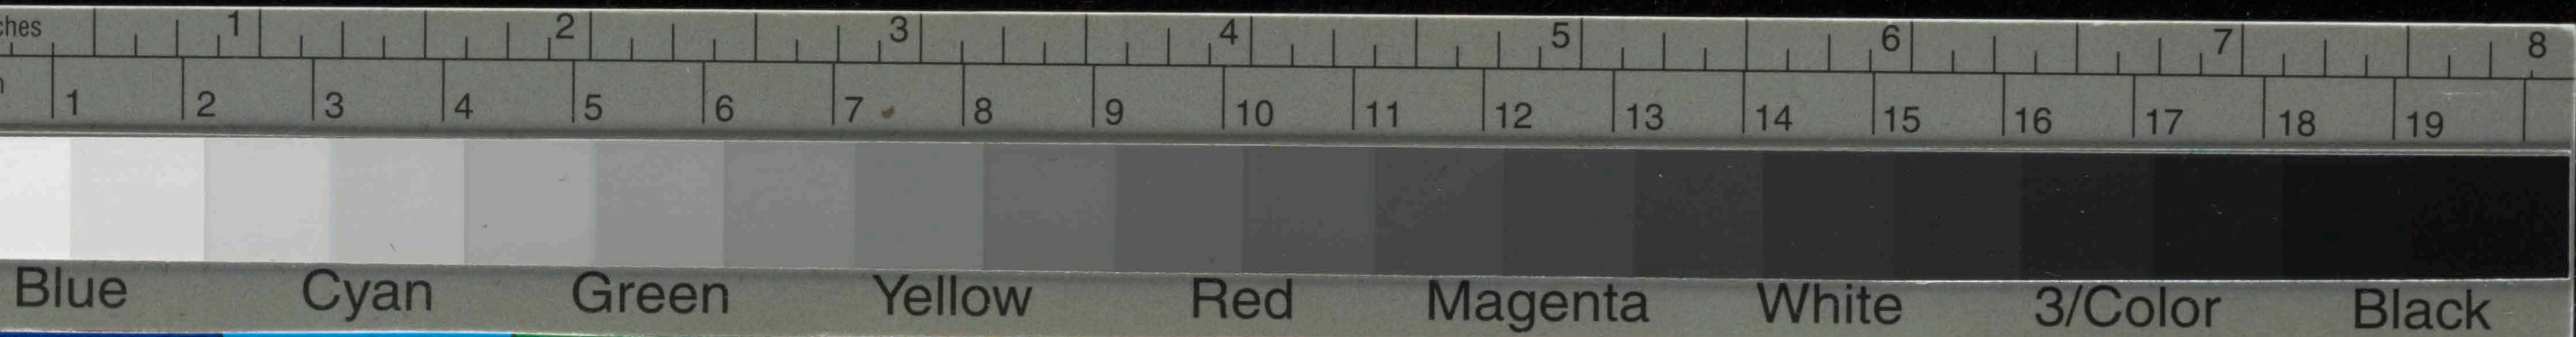 ches 1 2 3 4 5 6 7 8
1 2 3 4 5 6 7 8 9 10 11 12 13 14 15 16 17 18 19
Blue Cyan Green Yellow Red Magenta White 3/Color Black